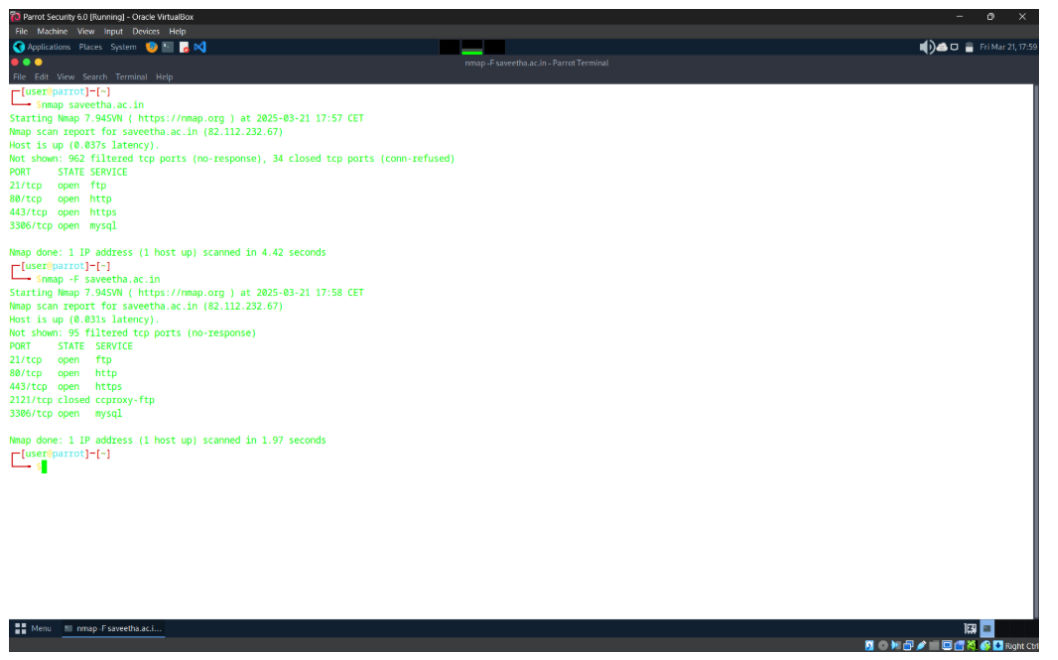 Parrot Security 6.0 [Running] - Oracle VirtualBox
File Machine View Input Devices Help
Applications Places System
Fri Mar 21, 17:59
nmap -F saveetha.ac.in - Parrot Terminal
File Edit View Search Terminal Help
[user@parrot]-[~]
$nmap saveetha.ac.in
Starting Nmap 7.94SVN ( https://nmap.org ) at 2025-03-21 17:57 CET
Nmap scan report for saveetha.ac.in (82.112.232.67)
Host is up (0.037s latency).
Not shown: 962 filtered tcp ports (no-response), 34 closed tcp ports (conn-refused)
PORT STATE SERVICE
21/tcp open ftp
80/tcp open http
443/tcp open https
3306/tcp open mysql
Nmap done: 1 IP address (1 host up) scanned in 4.42 seconds
[user@parrot]-[~]
$nmap -F saveetha.ac.in
Starting Nmap 7.94SVN ( https://nmap.org ) at 2025-03-21 17:58 CET
Nmap scan report for saveetha.ac.in (82.112.232.67)
Host is up (0.031s latency).
Not shown: 95 filtered tcp ports (no-response)
PORT STATE SERVICE
21/tcp open ftp
80/tcp open http
443/tcp open https
2121/tcp closed ccproxy-ftp
3306/tcp open mysql
Nmap done: 1 IP address (1 host up) scanned in 1.97 seconds
[user@parrot]-[~]
$
Menu nmap -F saveetha.ac.i...
Right Ctrl